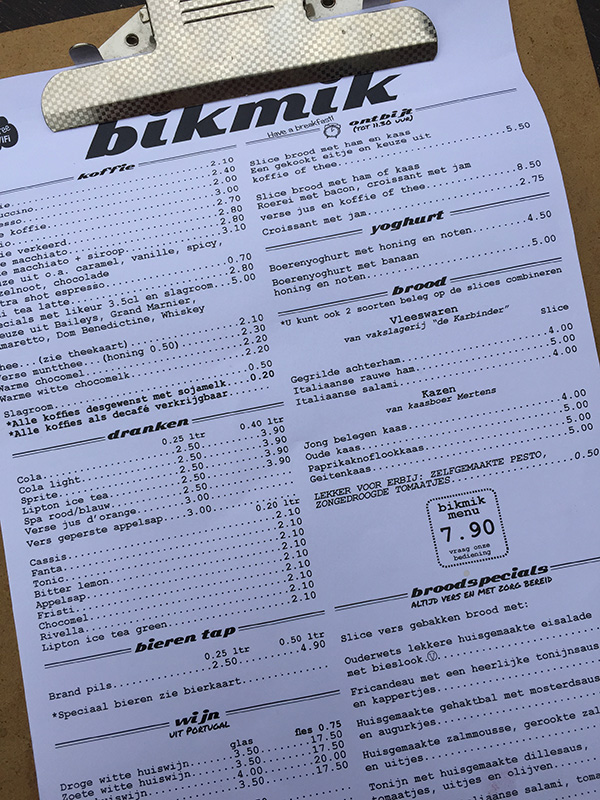 bikmik
koffie
2.10
2.40
2.00
3.00
2.70
2.80
2.80
macchiato
macchiato + siroop 3.10
o.a. caramel, vanille, spicy,
chocolade
shot espresso 0.70
tea latte 2.80
met likeur 3.5cl en slagroom 5.00
uit Baileys, Grand Marnier,
Amaretto, Dom Benedictine, Whiskey
(zie theekaart) 2.10
muntthee (honing 0.50) 2.30
Warme chocomel 2.20
Warme witte chocomelk 2.20
Slagroom 0.50
*Alle koffies desgewenst met sojamelk
*Alle koffies als decafé verkrijgbaar 0.20
dranken
0.25 ltr 0.40 ltr
Cola 2.50 3.90
Cola light 2.50 3.90
Sprite 2.50 3.90
Lipton ice tea 2.50 3.90
Spa rood/blauw 2.50 3.90
Verse jus d'orange 3.00
Vers geperste appelsap 3.00
0.20 ltr
Cassis 2.10
Fanta 2.10
Tonic 2.10
Bitter lemon 2.10
Appelsap 2.10
Fristi 2.10
Chocomel 2.10
Rivella 2.10
Lipton ice tea green 2.10
bieren tap
0.25 ltr 0.50 ltr
Brand pils 2.50 4.90
*Speciaal bieren zie bierkaart
wijn
UIT PORTUGAL
glas fles 0.75
Droge witte huiswijn 3.50 17.50
Zoete witte huiswijn 3.50 17.50
huiswijn 4.00 20.00
3.50 17.50
Have a breakfast!
ontbijt
(TOT 11.30 UUR)
Slice brood met ham en kaas
Een gekookt eitje en keuze uit
koffie of thee 5.50
Slice brood met ham of kaas
Roerei met bacon, croissant met jam
verse jus en koffie of thee 8.50
Croissant met jam 2.75
yoghurt
Boerenyoghurt met honing en noten 4.50
Boerenyoghurt met banaan
honing en noten 5.00
brood
*U kunt ook 2 soorten beleg op de slices combineren
Vleeswaren Slice
van vakslagerij "de Karbinder"
Gegrilde achterham 4.00
Italiaanse rauwe ham 5.00
Italiaanse salami 4.00
Kazen
van kaasboer Mertens
Jong belegen kaas 4.00
Oude kaas 5.00
Paprikaknoflookkaas 5.00
Geitenkaas 5.00
LEKKER VOOR ERBIJ: ZELFGEMAAKTE PESTO,
ZONGEDROOGDE TOMAATJES 0.50
bikmik
menu
7.90
vraag onze
bediening
broodspecials
ALTIJD VERS EN MET ZORG BEREID
Slice vers gebakken brood met:
Ouderwets lekkere huisgemaakte eisalade
met bieslook V
Fricandeau met een heerlijke tonijnsaus
en kappertjes
Huisgemaakte gehaktbal met mosterdsaus
en augurkjes
Huisgemaakte zalmmousse, gerookte
en uitjes
Tonijn met huisgemaakte dillesaus,
tomaatjes, uitjes en olijven
salami,